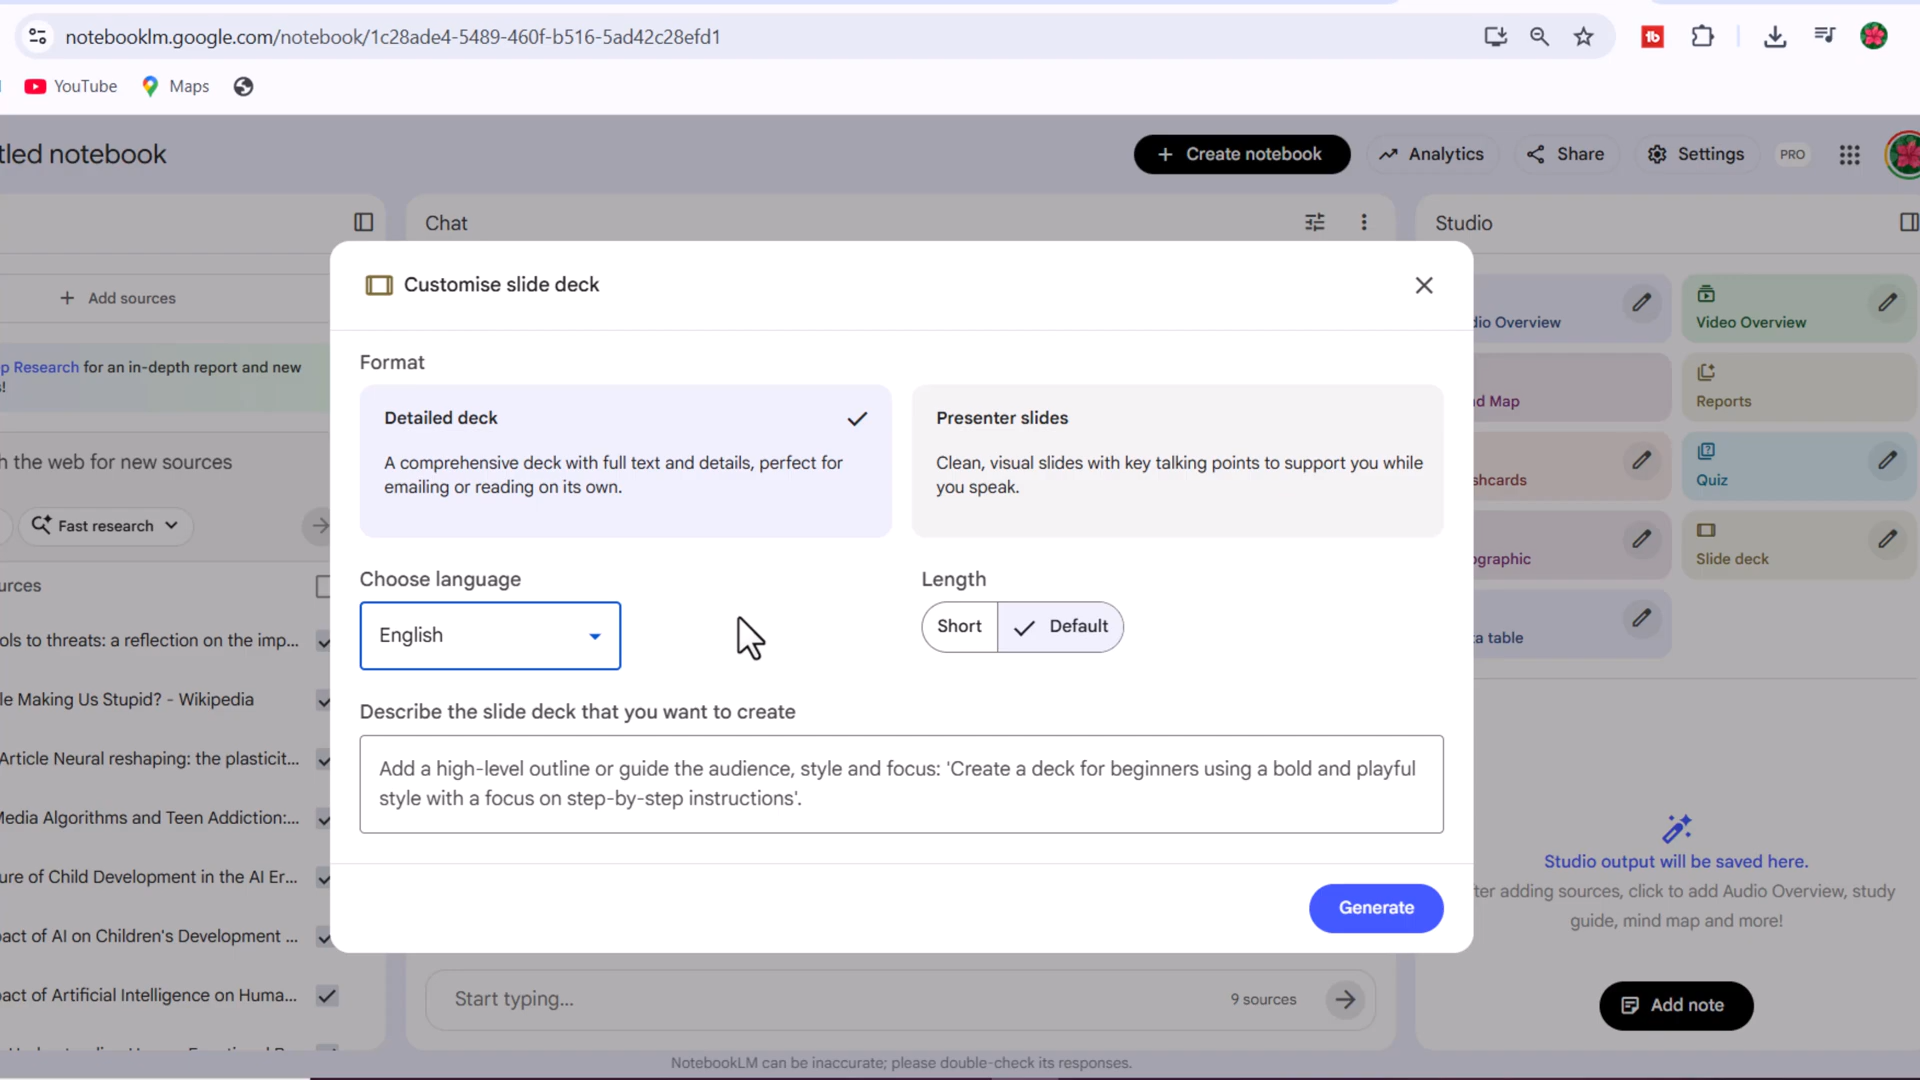 notebooklm.google.com/notebook/1c28ade4-5489-460f-b516-5ad42c28efd1
YouTube
Maps
tled notebook
Create notebook
Analytics
Share
Settings
PRO
Add sources
p Research for an in-depth report and new
s!
h the web for new sources
Fast research
urces
ols to threats: a reflection on the imp...
le Making Us Stupid? - Wikipedia
Article Neural reshaping: the plasticit...
Media Algorithms and Teen Addiction:...
ure of Child Development in the AI Er...
pact of AI on Children's Development ...
pact of Artificial Intelligence on Huma...
Chat
Customise slide deck
Format
Detailed deck
A comprehensive deck with full text and details, perfect for
emailing or reading on its own.
Presenter slides
Clean, visual slides with key talking points to support you while
you speak.
Choose language
English
Length
Short
Default
Describe the slide deck that you want to create
Add a high-level outline or guide the audience, style and focus: 'Create a deck for beginners using a bold and playful
style with a focus on step-by-step instructions'.
Generate
Start typing...
9 sources
NotebookLM can be inaccurate; please double-check its responses.
Studio
dio Overview
Video Overview
d Map
Reports
shcards
Quiz
ographic
Slide deck
ta table
Studio output will be saved here.
ter adding sources, click to add Audio Overview, study
guide, mind map and more!
Add note